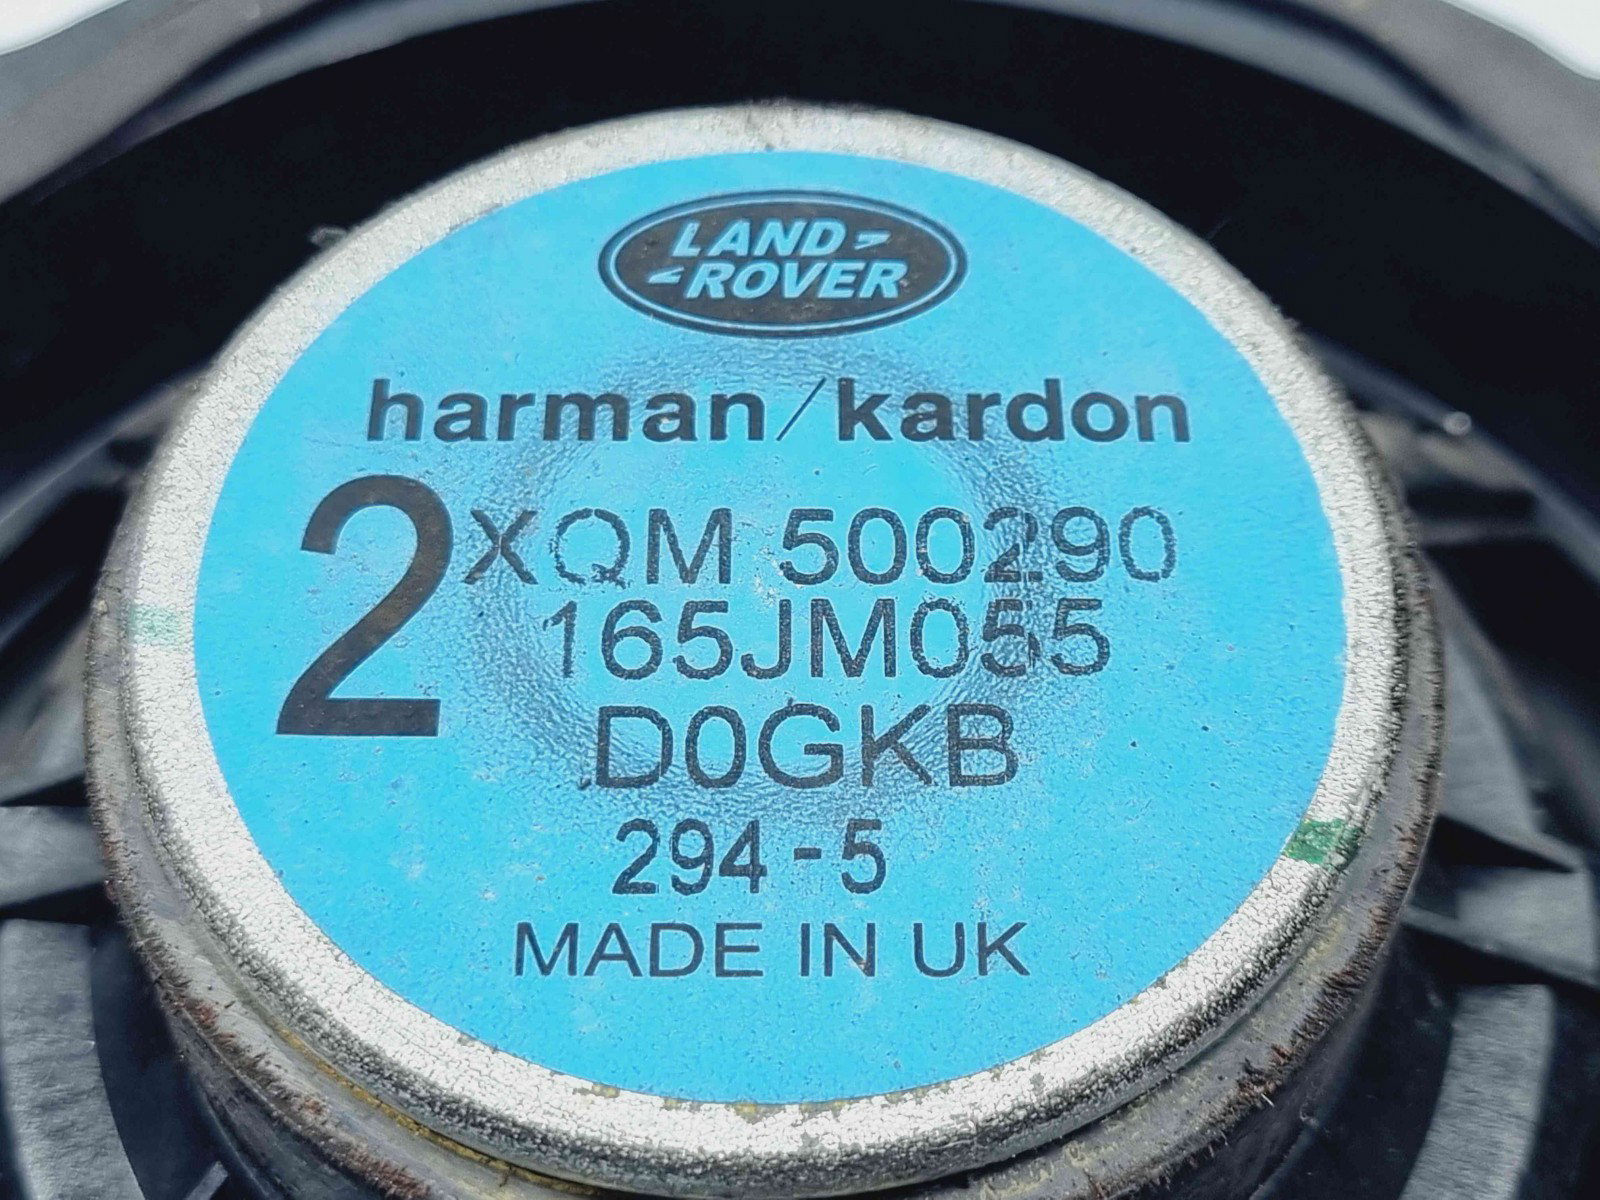 LAND
ROVER
harman/kardon
2 XQM 500290
165JM055
D0GKB
294-5
MADE IN UK